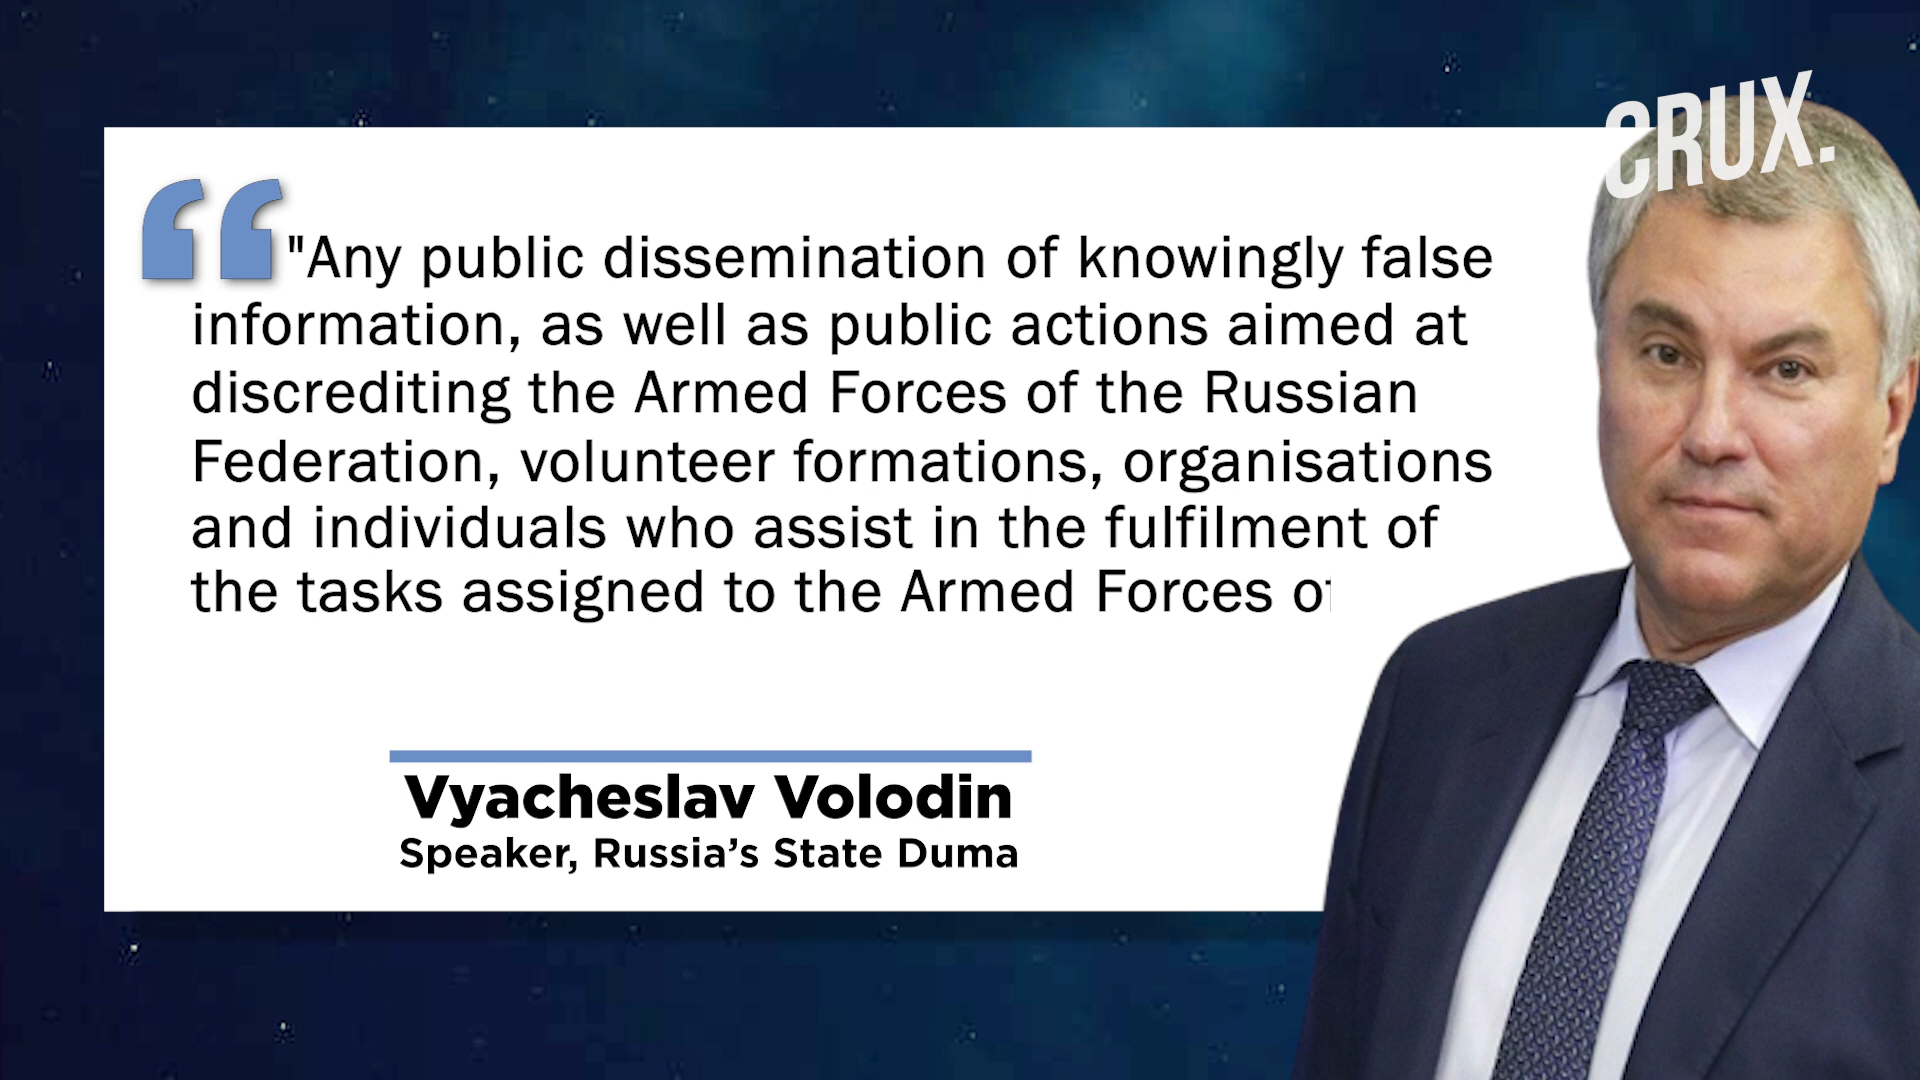 CRUX.
"Any public dissemination of knowingly false
information, as well as public actions aimed at
discrediting the Armed Forces of the Russian
Federation, volunteer formations, organisations
and individuals who assist in the fulfilment of
the tasks assigned to the Armed Forces
Vyacheslav Volodin
Speaker, Russia’s State Duma